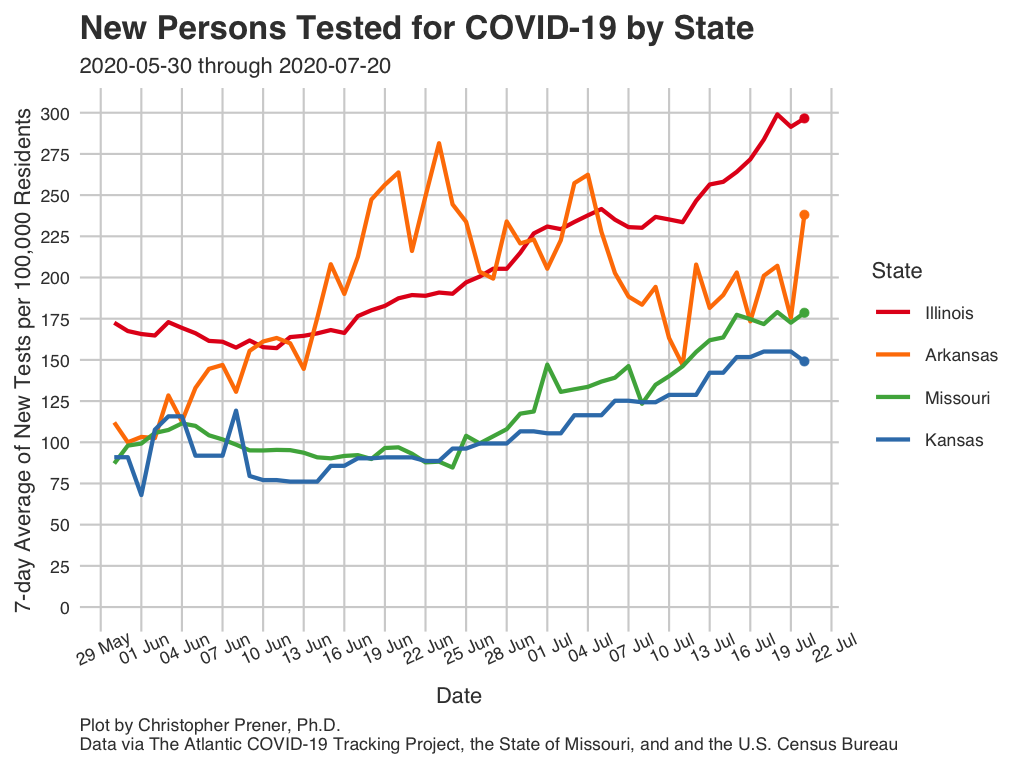 New Persons Tested for COVID-19 by State
2020-05-30 through 2020-07-20
7-day Average of New Tests per 100,000 Residents
300
275
250
225
200
175
150
125
100
75
50
25
0
29 May
01 Jun
04 Jun
07 Jun
10 Jun
13 Jun
16 Jun
19 Jun
22 Jun
25 Jun
28 Jun
01 Jul
04 Jul
07 Jul
10 Jul
13 Jul
16 Jul
19 Jul
22 Jul
Date
State
Illinois
Arkansas
Missouri
Kansas
Plot by Christopher Prener, Ph.D.
Data via The Atlantic COVID-19 Tracking Project, the State of Missouri, and and the U.S. Census Bureau